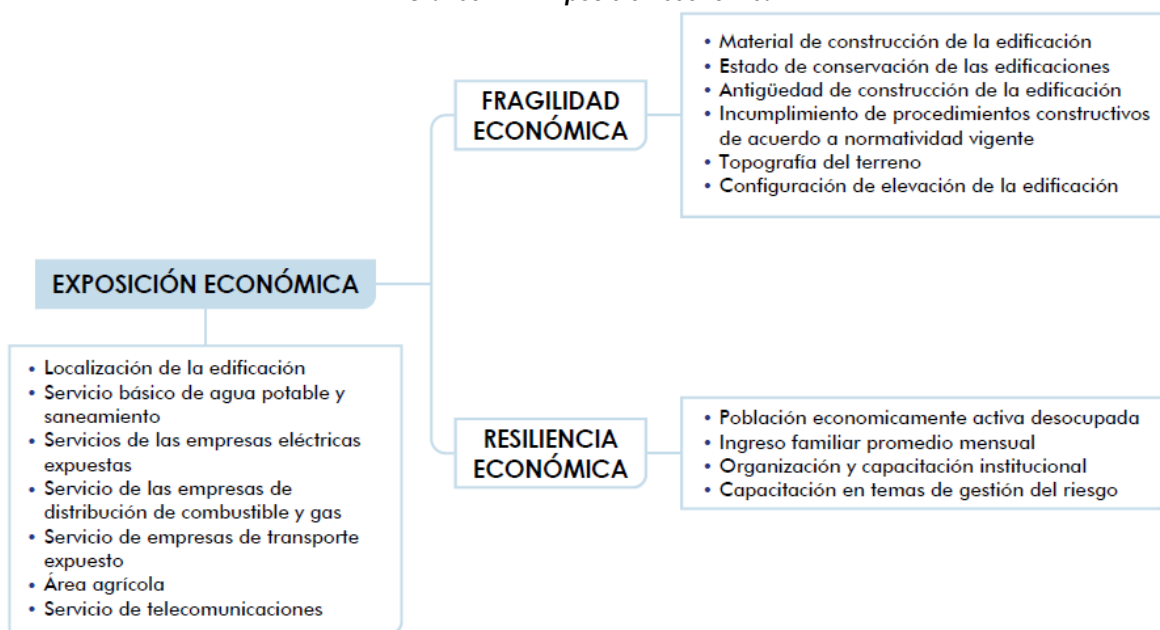 FRAGILIDAD
ECONÓMICA
• Material de construcción de la edificación
• Estado de conservación de las edificaciones
• Antigüedad de construcción de la edificación
• Incumplimiento de procedimientos constructivos
de acuerdo a normatividad vigente
• Topografía del terreno
• Configuración de elevación de la edificación
EXPOSICIÓN ECONÓMICA
• Localización de la edificación
• Servicio básico de agua potable y
saneamiento
• Servicios de las empresas eléctricas
expuestas
• Servicio de las empresas de
distribución de combustible y gas
• Servicio de empresas de transporte
expuesto
• Área agrícola
• Servicio de telecomunicaciones
RESILIENCIA
ECONÓMICA
• Población economicamente activa desocupada
• Ingreso familiar promedio mensual
• Organización y capacitación institucional
• Capacitación en temas de gestión del riesgo